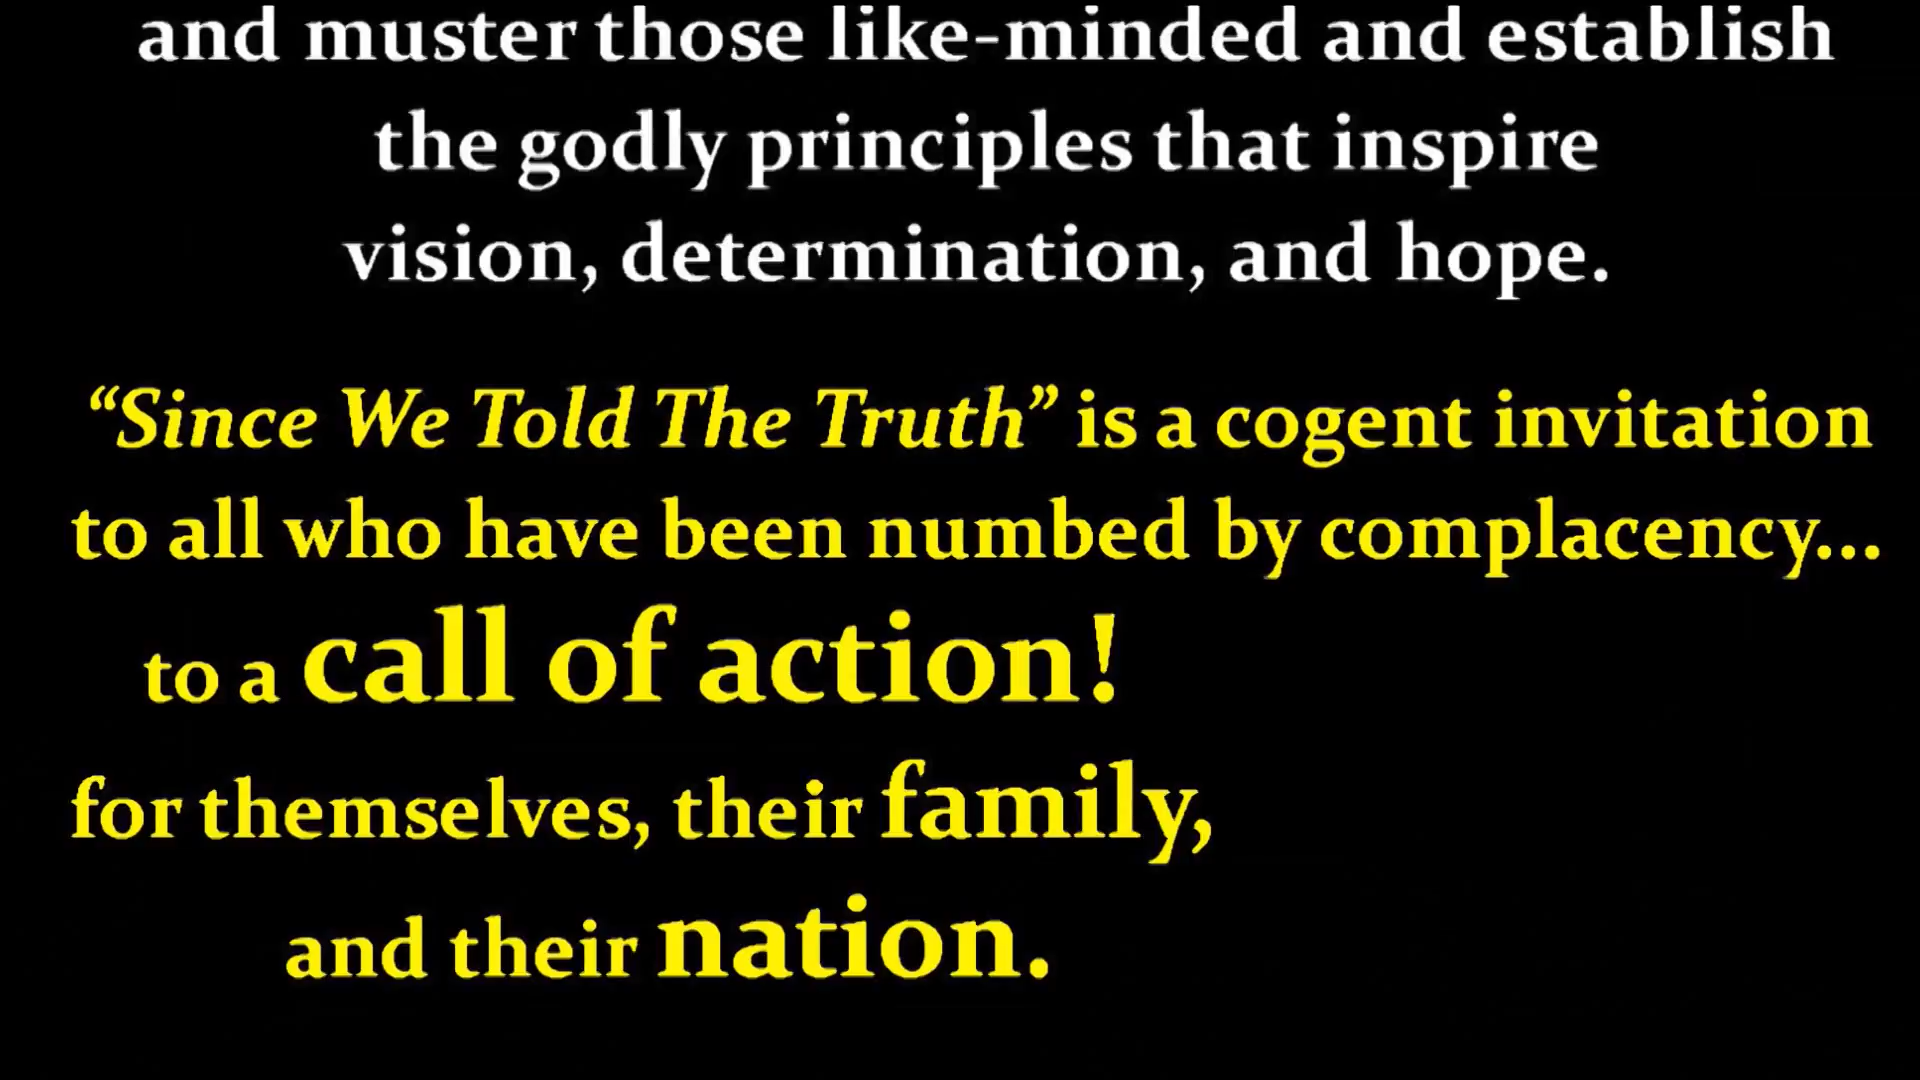 and muster those like-minded and establish
the godly principles that inspire
vision, determination, and hope.
“Since We Told The Truth” is a cogent invitation
to all who have been numbed by complacency...
to a call of action!
for themselves, their family,
and their nation.